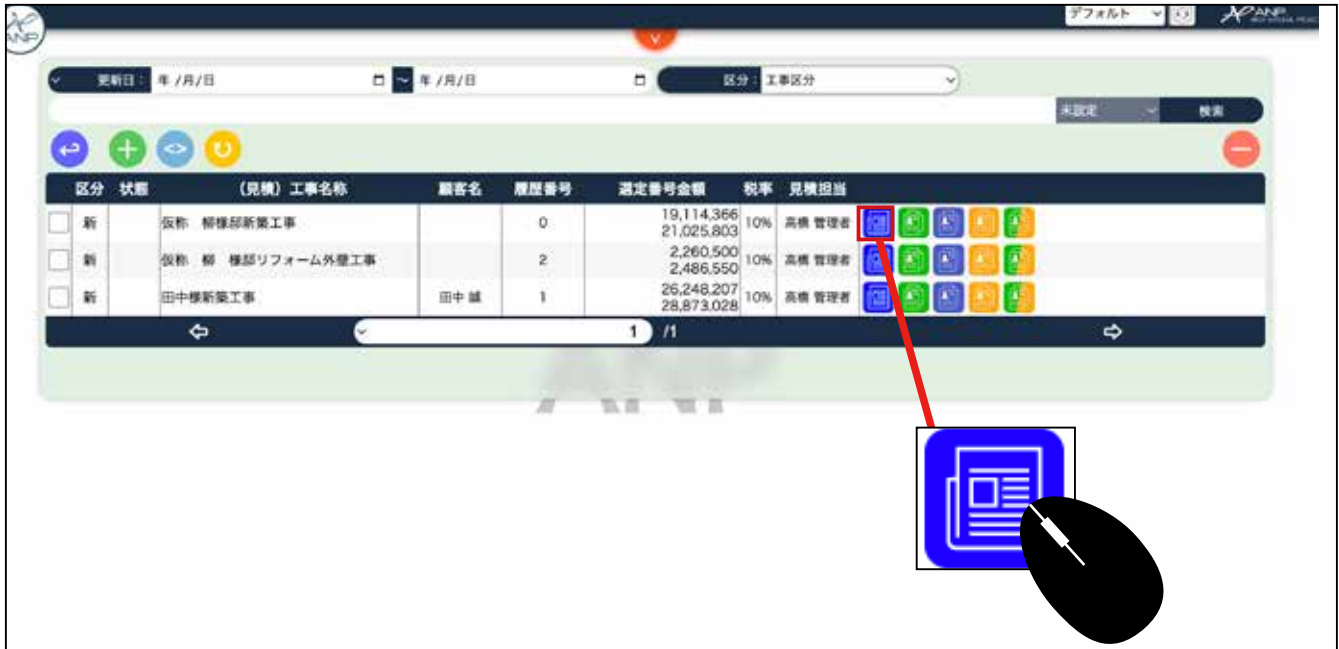 デフォルト
ANP
ANP
更新日： 年 /月/日 ～ 年 /月/日 区分： 工事区分
未設定 検索
区分 状態 （見積）工事名称 顧客名 履歴番号 選定番号金額 税率 見積担当
新 仮称 柳様邸新築工事 0 19,114,366 10% 高橋 管理者
21,025,803
新 仮称 柳 様邸リフォーム外壁工事 2 2,260,500 10% 高橋 管理者
2,486,550
新 田中様新築工事 田中 誠 1 26,248,207 10% 高橋 管理者
28,873,028
1 /1
ANP